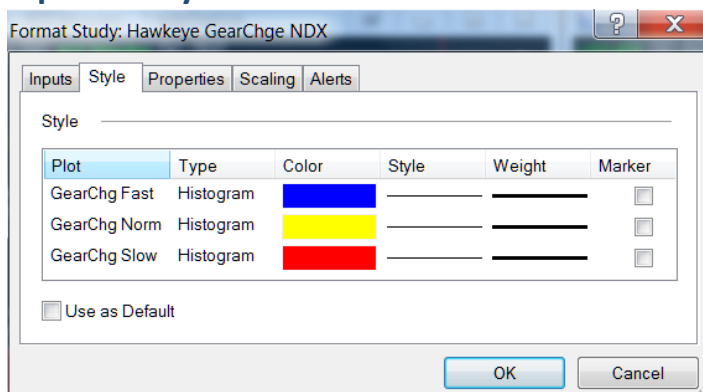 Format Study: Hawkeye GearChge NDX
? X
Inputs Style Properties Scaling Alerts
Style
Plot Type Color Style Weight Marker
GearChg Fast Histogram
GearChg Norm Histogram
GearChg Slow Histogram
Use as Default
OK Cancel